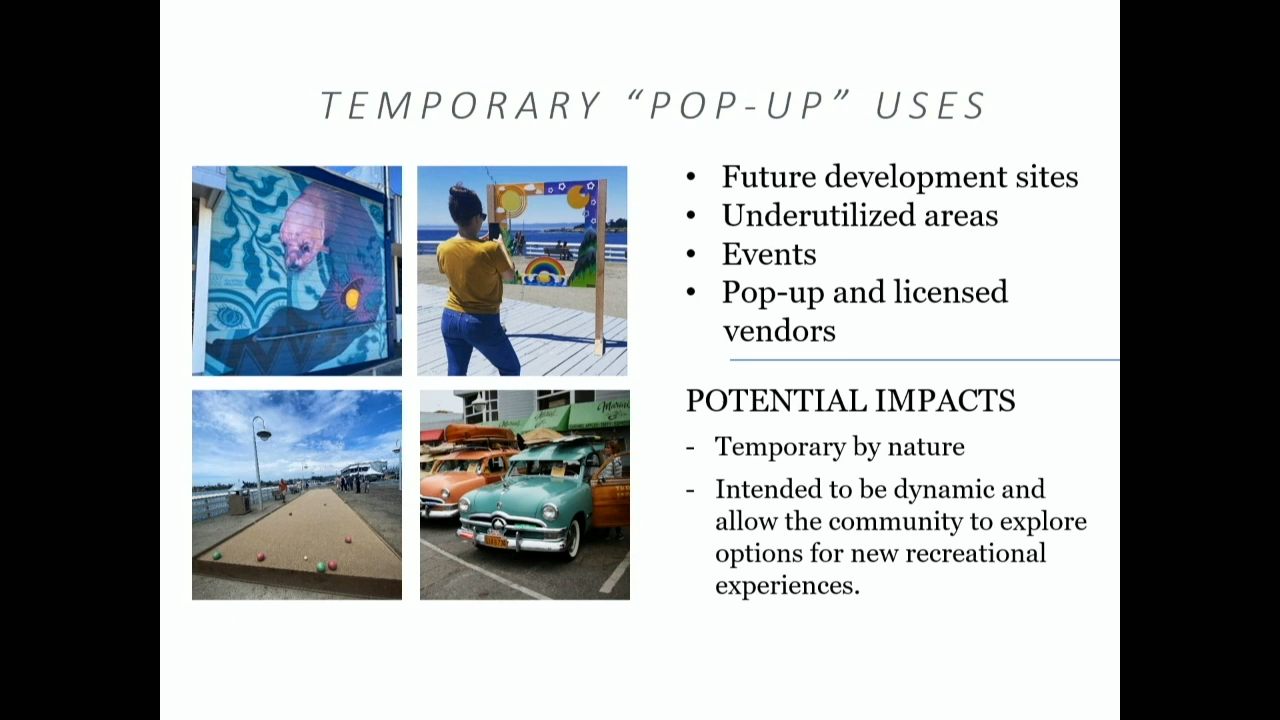 TEMPORARY “POP-UP” USES
• Future development sites
• Underutilized areas
• Events
• Pop-up and licensed
vendors
POTENTIAL IMPACTS
- Temporary by nature
- Intended to be dynamic and
allow the community to explore
options for new recreational
experiences.